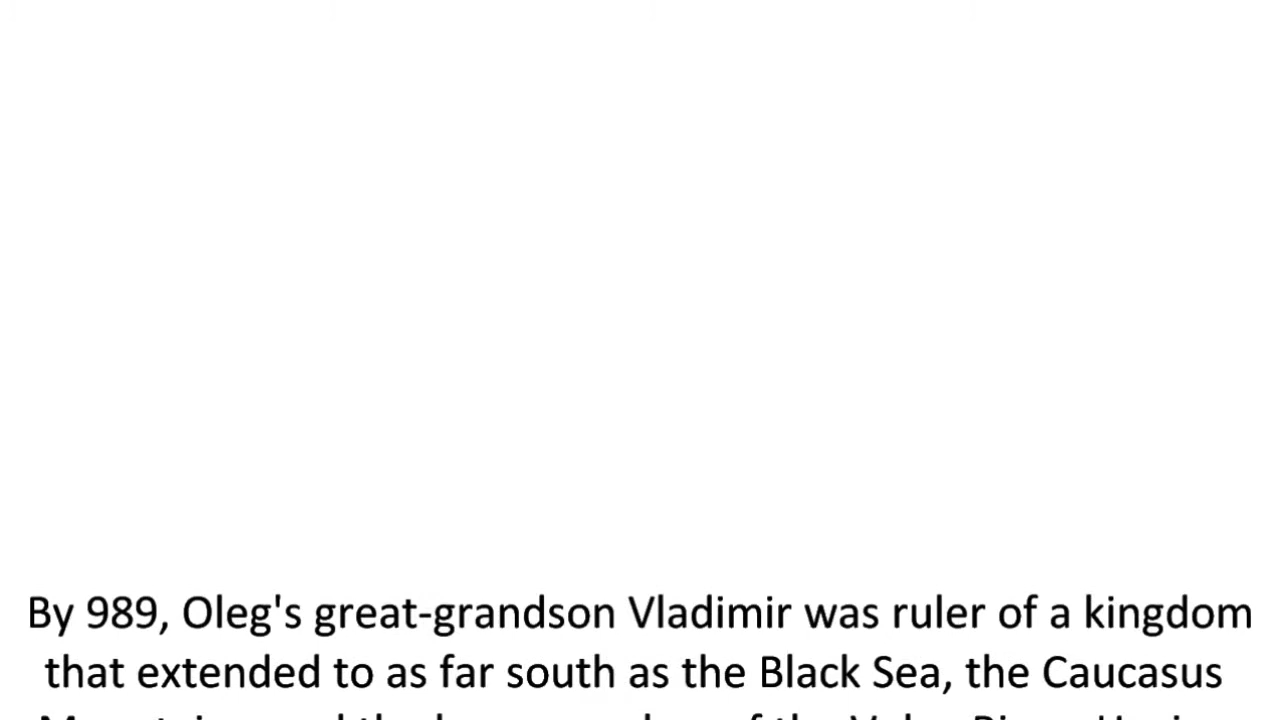 By 989, Oleg's great-grandson Vladimir was ruler of a kingdom
that extended to as far south as the Black Sea, the Caucasus